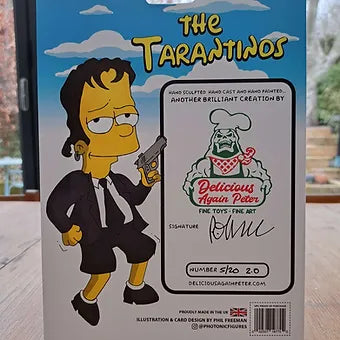 THE
TARANTINOS
HAND SCULPTED HAND CAST AND HAND PAINTED...
ANOTHER BRILLIANT CREATION BY
Delicious
Again Peter
FINE TOYS · FINE ART
SIGNATURE
NUMBER 5/20 2.0
DELICIOUSAGAINPETER.COM
PROUDLY MADE IN THE UK
ILLUSTRATION & CARD DESIGN BY PHIL FREEMAN
@PHOTONICFIGURES